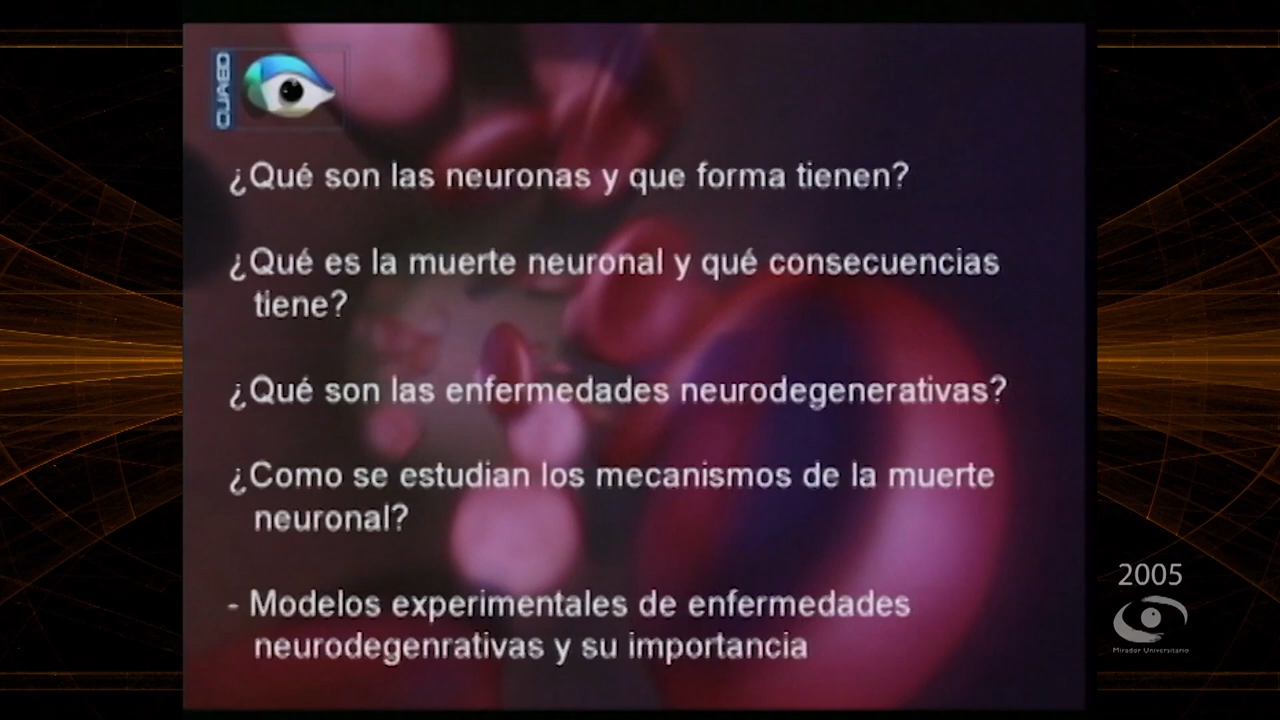 CUAED
¿Qué son las neuronas y que forma tienen?
¿Qué es la muerte neuronal y qué consecuencias
tiene?
¿Qué son las enfermedades neurodegenerativas?
¿Como se estudian los mecanismos de la muerte
neuronal?
- Modelos experimentales de enfermedades
neurodegenrativas y su importancia
2005
Mirador Universitario